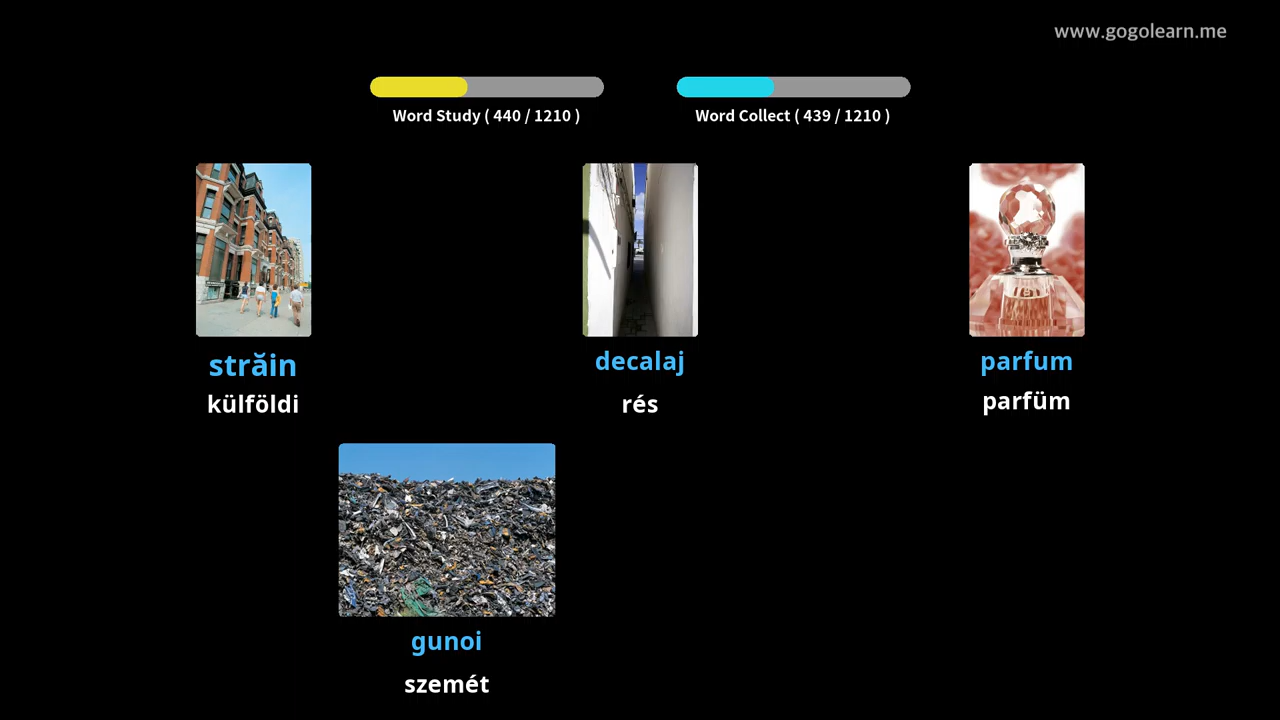 www.gogolearn.me
Word Study ( 440 / 1210 )
Word Collect ( 439 / 1210 )
străin
külföldi
decalaj
rés
parfum
parfüm
gunoi
szemét